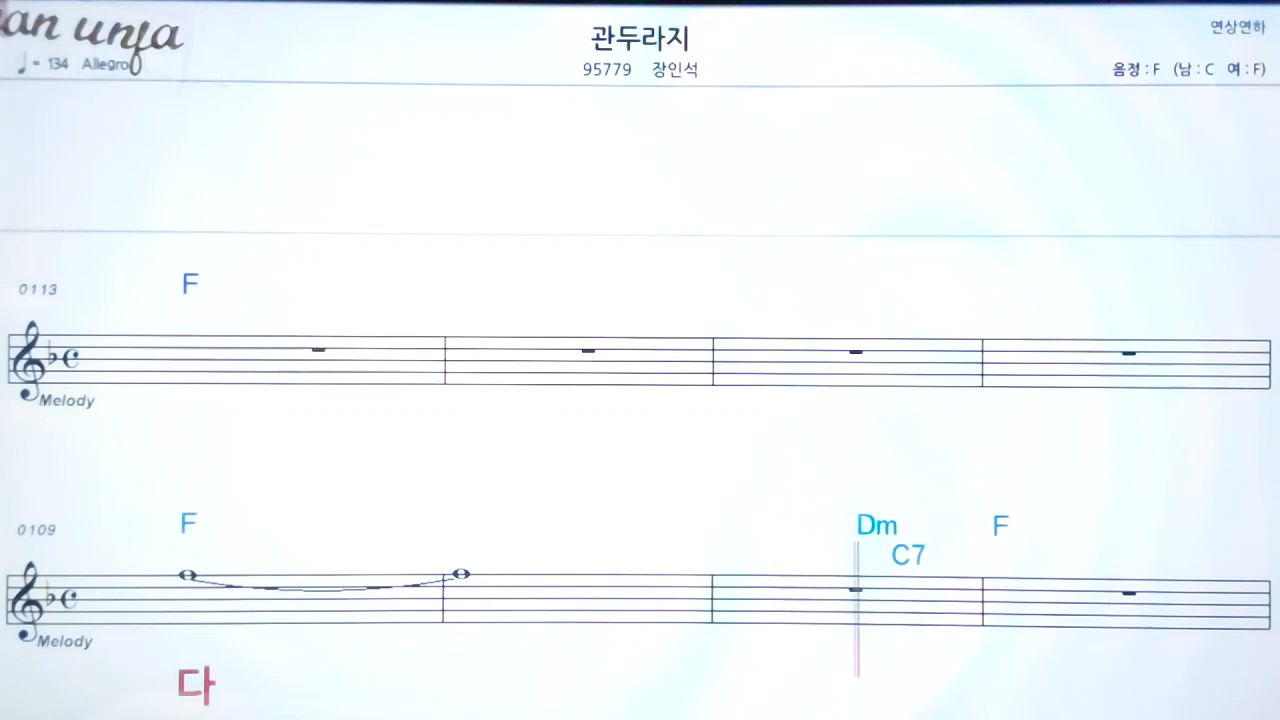 an unfa
관두라지
연상연하
♩= 134 Allegro
95779 장인석
음정 : F (남 : C 여 : F)
F
0113
Melody
F
Dm
F
0109
C7
Melody
다